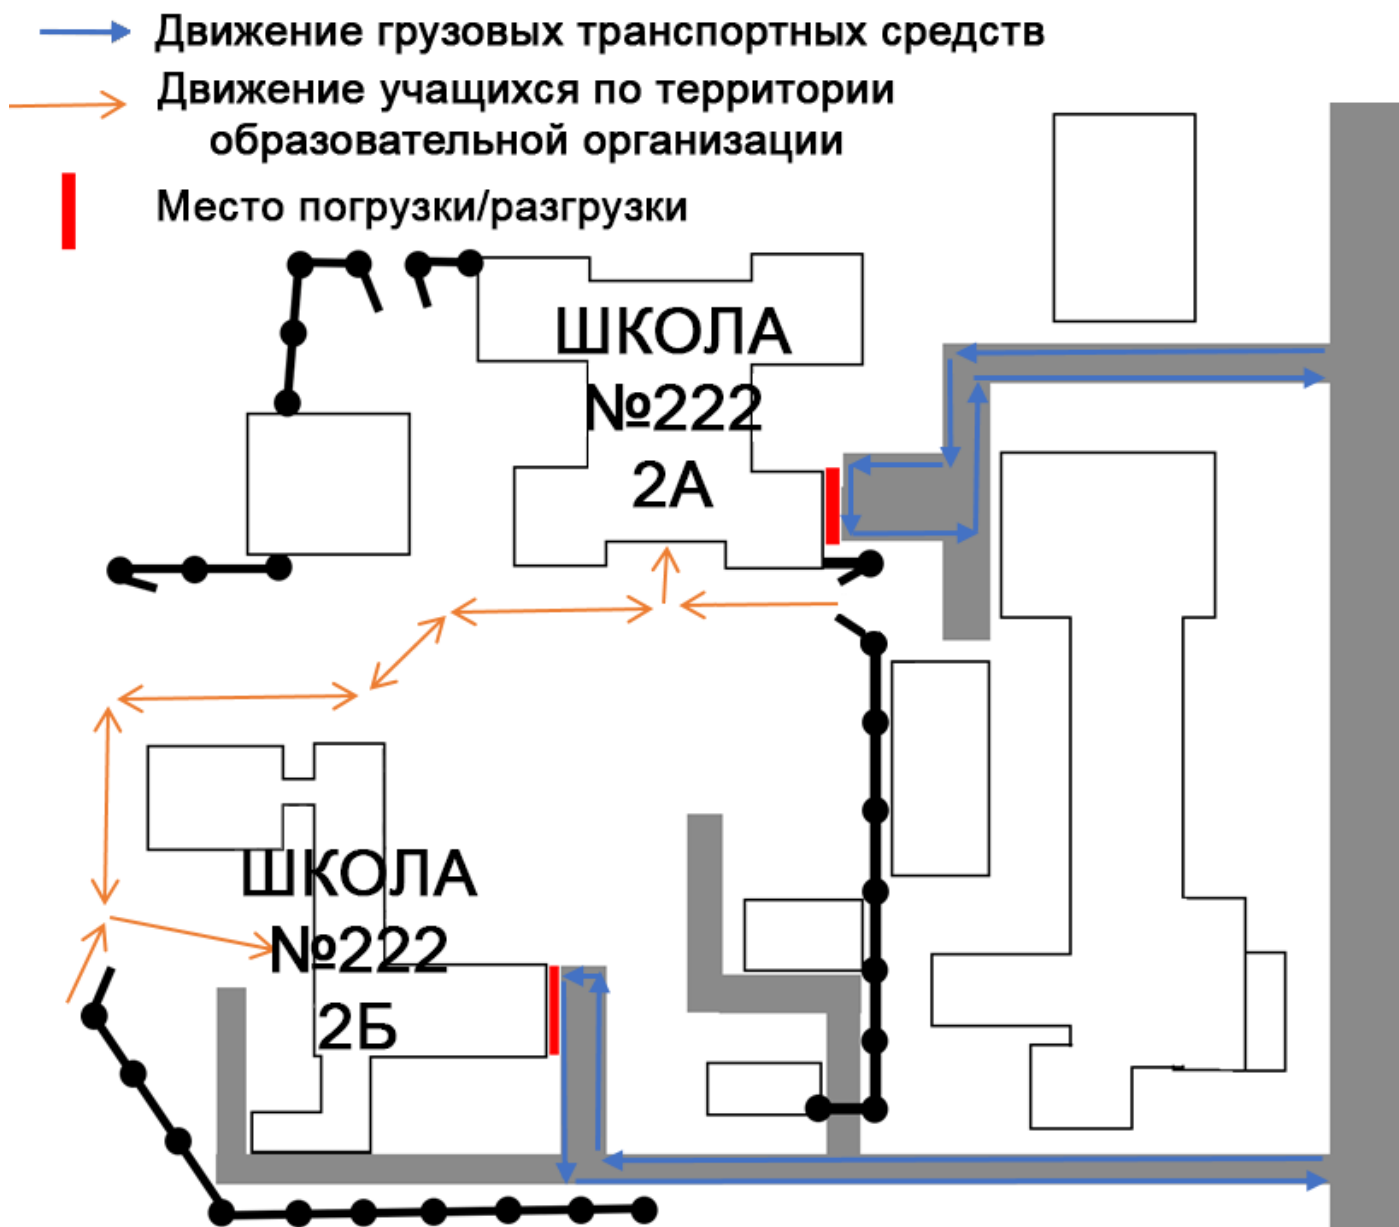 Движение грузовых транспортных средств
Движение учащихся по территории
образовательной организации
Место погрузки/разгрузки
ШКОЛА
№222
2А
ШКОЛА
№222
2Б